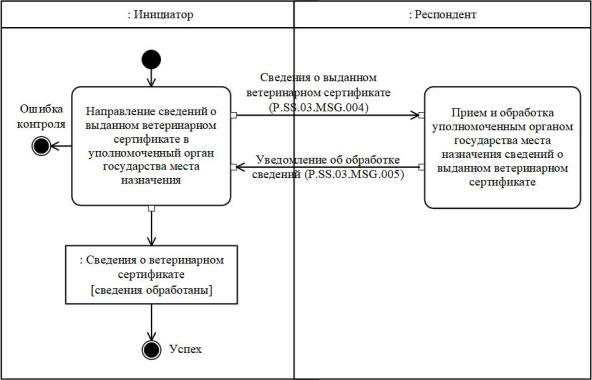 : Инициатор
: Респондент
Сведения о выданном
ветеринарном сертификате
(P.SS.03.MSG.004)
Ошибка
контроля
Направление сведений о
выданном ветеринарном
сертификате в
уполномоченный орган
государства места
назначения
Прием и обработка
уполномоченным органом
государства места
назначения сведений о
выданном ветеринарном
сертификате
Уведомление об обработке
сведений (P.SS.03.MSG.005)
: Сведения о ветеринарном
сертификате
[сведения обработаны]
Успех